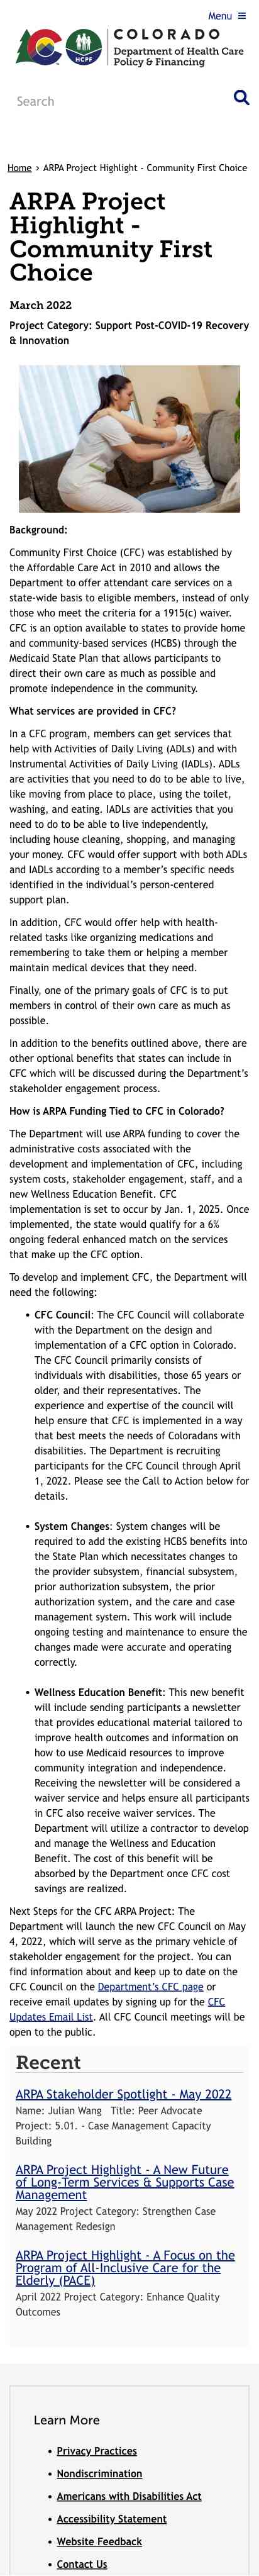 Menu ≡
COLORADO
HCPF
Department of Health Care
Policy & Financing
Search
Home › ARPA Project Highlight - Community First Choice
ARPA Project
Highlight -
Community First
Choice
March 2022
Project Category: Support Post-COVID-19 Recovery
& Innovation
Background:
Community First Choice (CFC) was established by
the Affordable Care Act in 2010 and allows the
Department to offer attendant care services on a
state-wide basis to eligible members, instead of only
those who meet the criteria for a 1915(c) waiver.
CFC is an option available to states to provide home
and community-based services (HCBS) through the
Medicaid State Plan that allows participants to
direct their own care as much as possible and
promote independence in the community.
What services are provided in CFC?
In a CFC program, members can get services that
help with Activities of Daily Living (ADLs) and with
Instrumental Activities of Daily Living (IADLs). ADLs
are activities that you need to do to be able to live,
like moving from place to place, using the toilet,
washing, and eating. IADLs are activities that you
need to do to be able to live independently,
including house cleaning, shopping, and managing
your money. CFC would offer support with both ADLs
and IADLs according to a member’s specific needs
identified in the individual’s person-centered
support plan.
In addition, CFC would offer help with health-
related tasks like organizing medications and
remembering to take them or helping a member
maintain medical devices that they need.
Finally, one of the primary goals of CFC is to put
members in control of their own care as much as
possible.
In addition to the benefits outlined above, there are
other optional benefits that states can include in
CFC which will be discussed during the Department’s
stakeholder engagement process.
How is ARPA Funding Tied to CFC in Colorado?
The Department will use ARPA funding to cover the
administrative costs associated with the
development and implementation of CFC, including
system costs, stakeholder engagement, staff, and a
new Wellness Education Benefit. CFC
implementation is set to occur by Jan. 1, 2025. Once
implemented, the state would qualify for a 6%
ongoing federal enhanced match on the services
that make up the CFC option.
To develop and implement CFC, the Department will
need the following:
• CFC Council: The CFC Council will collaborate
with the Department on the design and
implementation of a CFC option in Colorado.
The CFC Council primarily consists of
individuals with disabilities, those 65 years or
older, and their representatives. The
experience and expertise of the council will
help ensure that CFC is implemented in a way
that best meets the needs of Coloradans with
disabilities. The Department is recruiting
participants for the CFC Council through April
1, 2022. Please see the Call to Action below for
details.
• System Changes: System changes will be
required to add the existing HCBS benefits into
the State Plan which necessitates changes to
the provider subsystem, financial subsystem,
prior authorization subsystem, the prior
authorization system, and the care and case
management system. This work will include
ongoing testing and maintenance to ensure the
changes made were accurate and operating
correctly.
• Wellness Education Benefit: This new benefit
will include sending participants a newsletter
that provides educational material tailored to
improve health outcomes and information on
how to use Medicaid resources to improve
community integration and independence.
Receiving the newsletter will be considered a
waiver service and helps ensure all participants
in CFC also receive waiver services. The
Department will utilize a contractor to develop
and manage the Wellness and Education
Benefit. The cost of this benefit will be
absorbed by the Department once CFC cost
savings are realized.
Next Steps for the CFC ARPA Project: The
Department will launch the new CFC Council on May
4, 2022, which will serve as the primary vehicle of
stakeholder engagement for the project. You can
find information about and keep up to date on the
CFC Council on the Department’s CFC page or
receive email updates by signing up for the CFC
Updates Email List. All CFC Council meetings will be
open to the public.
Recent
ARPA Stakeholder Spotlight - May 2022
Name: Julian Wang Title: Peer Advocate
Project: 5.01. - Case Management Capacity
Building
ARPA Project Highlight - A New Future
of Long-Term Services & Supports Case
Management
May 2022 Project Category: Strengthen Case
Management Redesign
ARPA Project Highlight - A Focus on the
Program of All-Inclusive Care for the
Elderly (PACE)
April 2022 Project Category: Enhance Quality
Outcomes
Learn More
• Privacy Practices
• Nondiscrimination
• Americans with Disabilities Act
• Accessibility Statement
• Website Feedback
• Contact Us